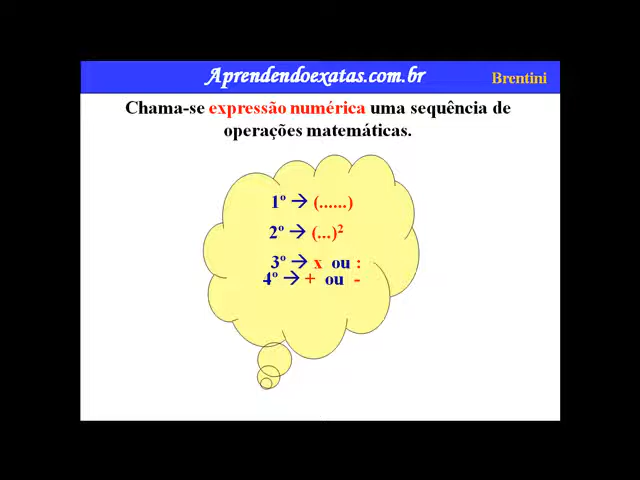 Aprendendoexatas.com.br
Brentini
Chama-se expressão numérica uma sequência de
operações matemáticas.
1º → (......)
2º → (...)²
3º → x ou :
4º → + ou -